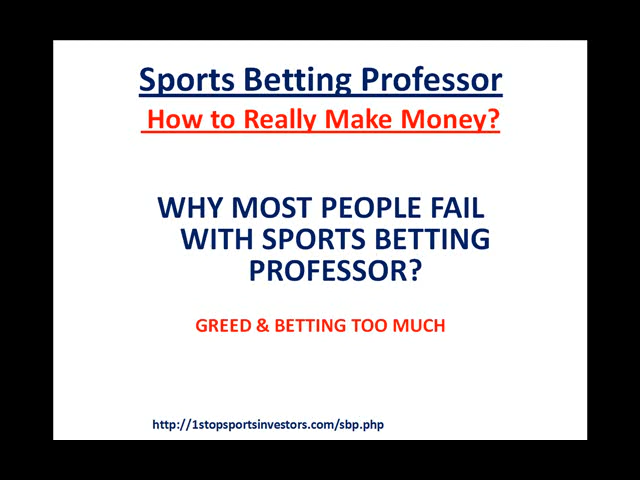 Sports Betting Professor
How to Really Make Money?
WHY MOST PEOPLE FAIL
WITH SPORTS BETTING
PROFESSOR?
GREED & BETTING TOO MUCH
http://1stopsportsinvestors.com/sbp.php